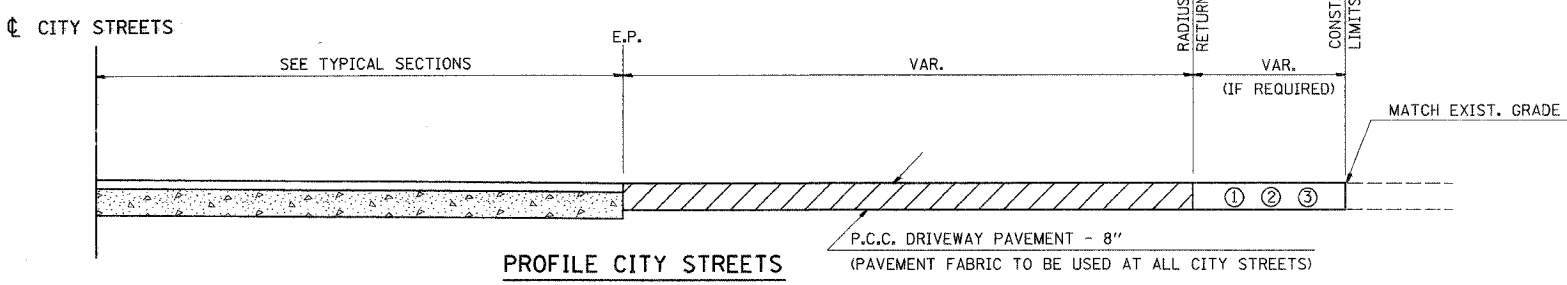 ℄ CITY STREETS
E.P.
RADIUS
RETURN
CONST.
LIMITS
SEE TYPICAL SECTIONS
VAR.
VAR.
(IF REQUIRED)
MATCH EXIST. GRADE
① ② ③
P.C.C. DRIVEWAY PAVEMENT - 8"
(PAVEMENT FABRIC TO BE USED AT ALL CITY STREETS)
PROFILE CITY STREETS